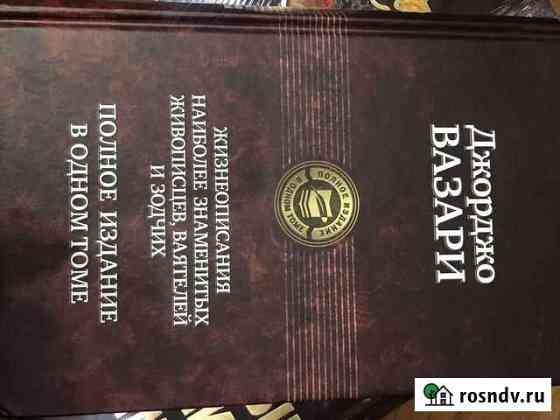 Джорджо
ВАЗАРИ
ПОЛНОЕ ИЗДАНИЕ
В ОДНОМ ТОМЕ
ЖИЗНЕОПИСАНИЯ
НАИБОЛЕЕ ЗНАМЕНИТЫХ
ЖИВОПИСЦЕВ, ВАЯТЕЛЕЙ
И ЗОДЧИХ
ПОЛНОЕ ИЗДАНИЕ
В ОДНОМ ТОМЕ
rosndv.ru